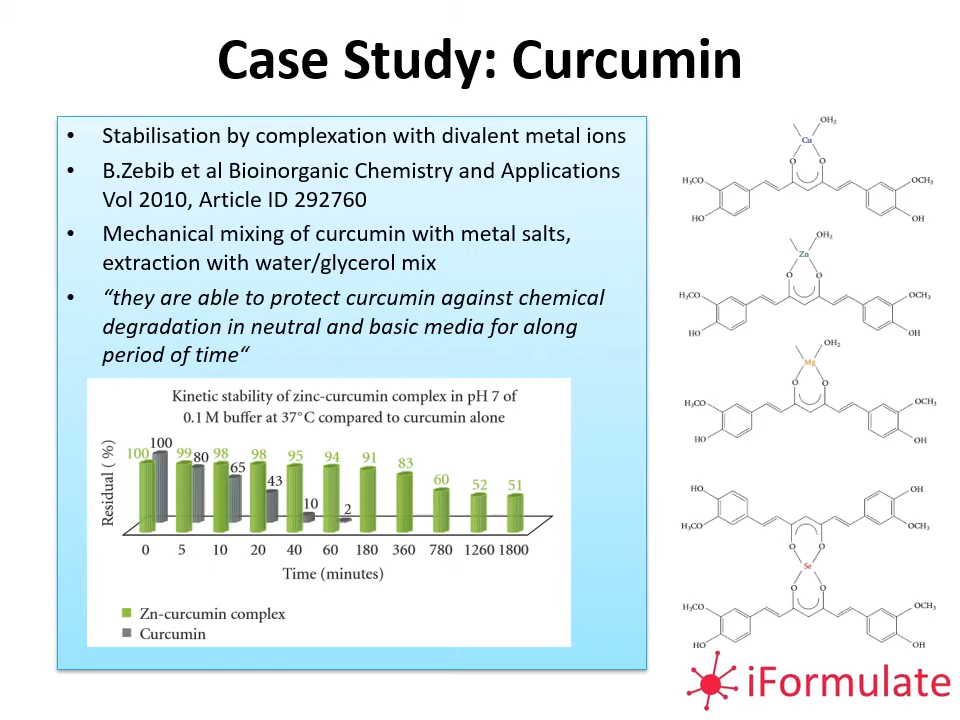 Case Study: Curcumin
• Stabilisation by complexation with divalent metal ions
• B.Zebib et al Bioinorganic Chemistry and Applications
Vol 2010, Article ID 292760
• Mechanical mixing of curcumin with metal salts,
extraction with water/glycerol mix
• “they are able to protect curcumin against chemical
degradation in neutral and basic media for along
period of time“
Kinetic stability of zinc-curcumin complex in pH 7 of
0.1 M buffer at 37°C compared to curcumin alone
Residual (%)
100 100 99 80 98 65 98 43 95 10 94 2 91 83 60 52 51
0 5 10 20 40 60 180 360 780 1260 1800
Time (minutes)
Zn-curcumin complex
Curcumin
OH2
Cu
O O
H3CO OCH3
HO OH
OH2
Zn
O O
H3CO OCH3
HO OH
OH2
Mg
O O
H3CO OCH3
HO OH
HO OH
H3CO OCH3
O O
Se
O O
H3CO OCH3
HO OH
iFormulate